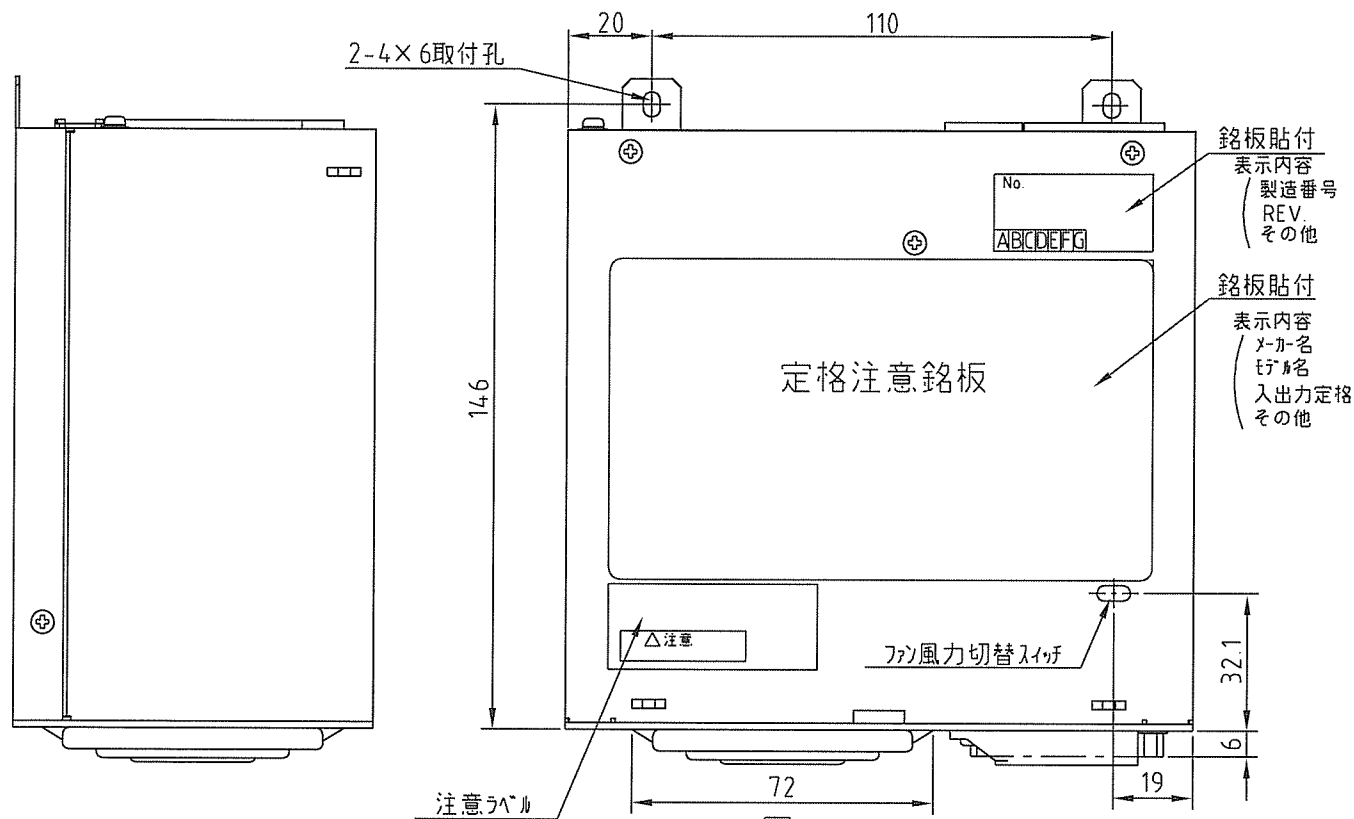 20
110
2-4×6取付孔
銘板貼付
表示内容
製造番号
REV.
その他
No.
ABCDEFG
銘板貼付
表示内容
メーカー名
モデル名
入出力定格
その他
定格注意銘板
146
△注意
ファン風力切替スイッチ
32.1
6
72
19
注意ラベル